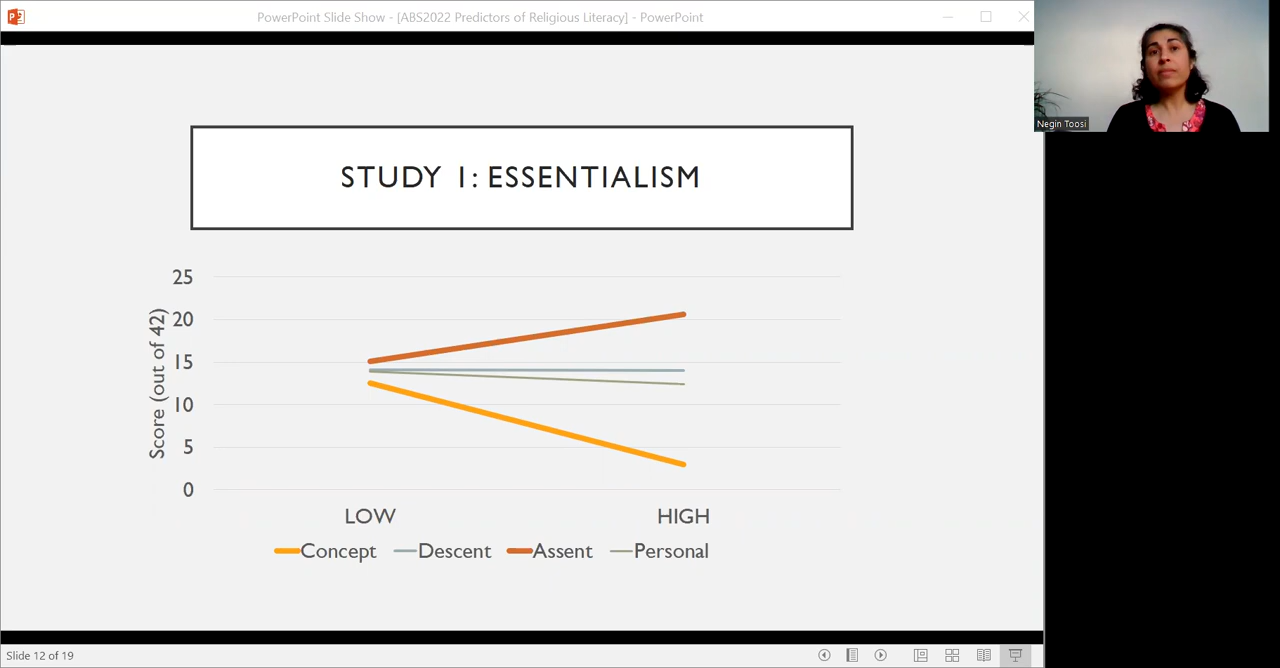 PowerPoint Slide Show - [ABS2022 Predictors of Religious Literacy] - PowerPoint
Negin Toosi
STUDY 1: ESSENTIALISM
25
20
15
10
5
0
Score (out of 42)
LOW HIGH
Concept Descent Assent Personal
Slide 12 of 19